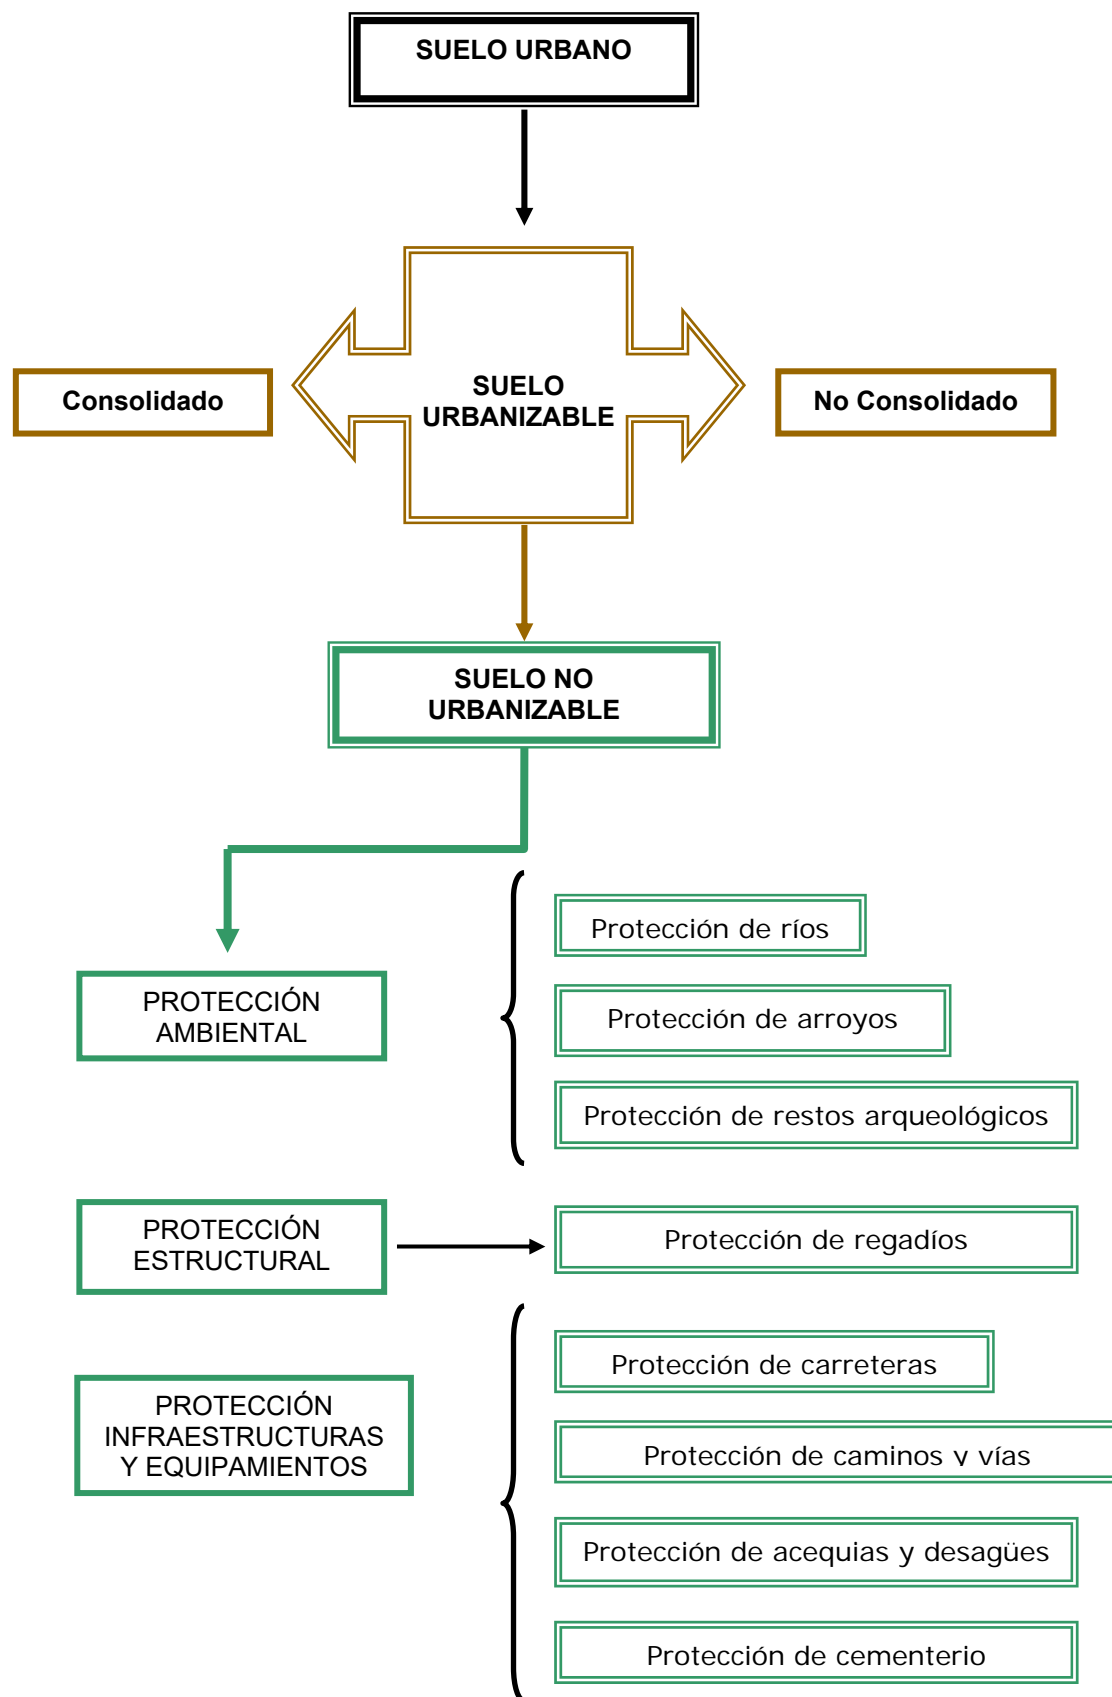 SUELO URBANO
SUELO
URBANIZABLE
Consolidado
No Consolidado
SUELO NO
URBANIZABLE
PROTECCIÓN
AMBIENTAL
Protección de ríos
Protección de arroyos
Protección de restos arqueológicos
PROTECCIÓN
ESTRUCTURAL
Protección de regadíos
PROTECCIÓN
INFRAESTRUCTURAS
Y EQUIPAMIENTOS
Protección de carreteras
Protección de caminos y vías
Protección de acequias y desagües
Protección de cementerio